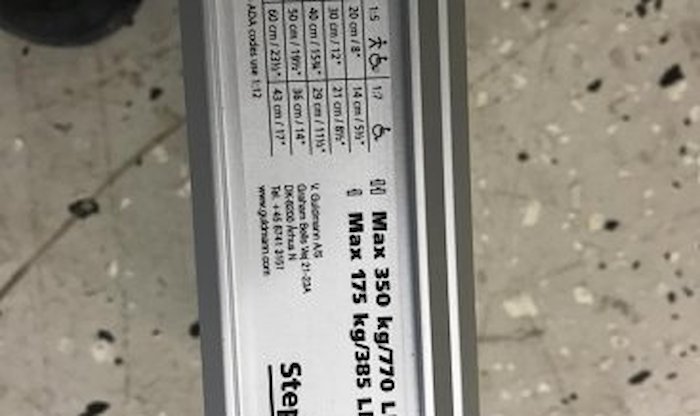 1:5 1:7
20 cm / 8" 14 cm / 5½"
30 cm / 12" 21 cm / 8½"
40 cm / 15¾" 29 cm / 11½"
50 cm / 19½" 36 cm / 14"
60 cm / 23½" 43 cm / 17"
ADA codes use 1:12
Max 350 kg/770 L
Max 175 kg/385 L
V. Guldmann A/S
Graham Bells Vej 21-23A
DK-8200 Århus N
Tel. +45 8741 3151
www.guldmann.com
Step